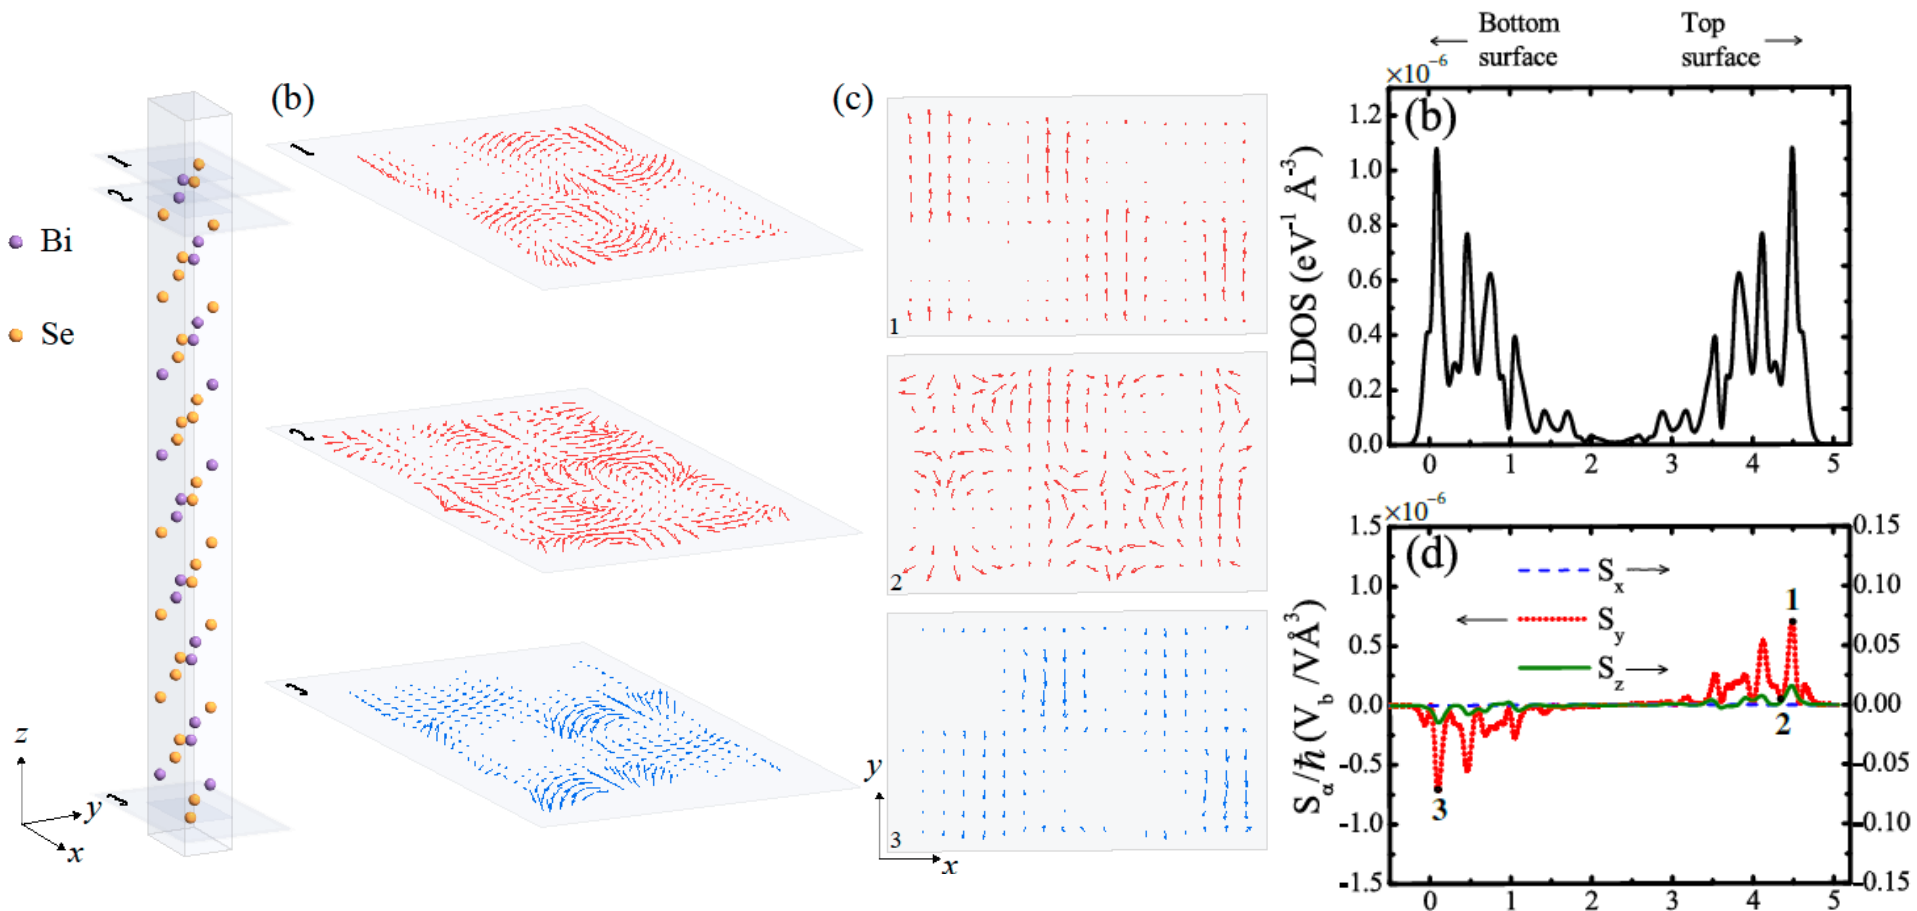 Bi
Se
1
2
3
z
y
x
(b)
1
2
3
(c)
1
2
3
y
x
Bottom surface
Top surface
×10⁻⁶
(b)
LDOS (eV⁻¹ Å⁻³)
1.2
1.0
0.8
0.6
0.4
0.2
0.0
0 1 2 3 4 5
×10⁻⁶
(d)
Sα/ħ (Vb/VÅ³)
1.5
1.0
0.5
0.0
-0.5
-1.0
-1.5
Sx
Sy
Sz
1
2
3
0.15
0.10
0.05
0.00
-0.05
-0.10
-0.15
0 1 2 3 4 5